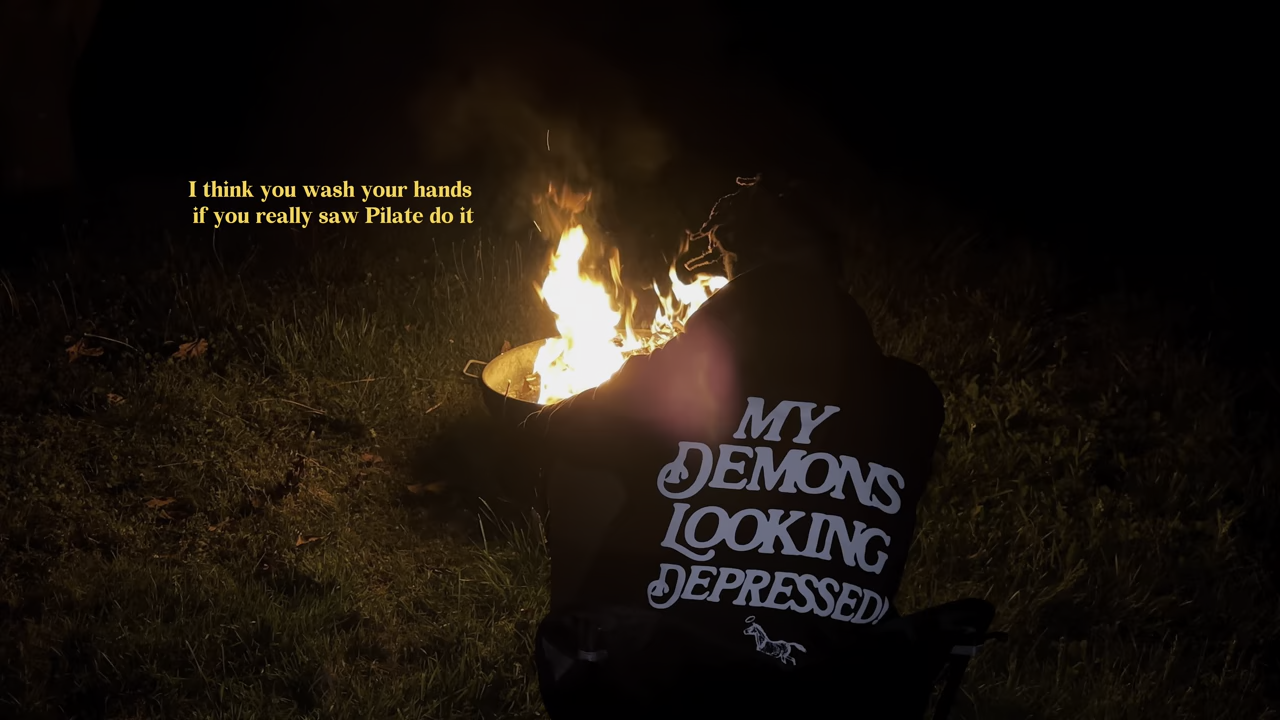 I think you wash your hands
if you really saw Pilate do it
MY
DEMONS
LOOKING
DEPRESSED!